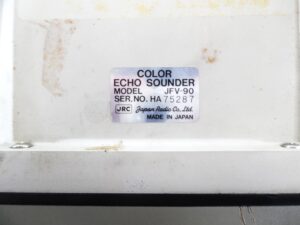 COLOR
ECHO SOUNDER
MODEL JFV-90
SER.NO. HA 75287
JRC Japan Radio Co., Ltd.
MADE IN JAPAN